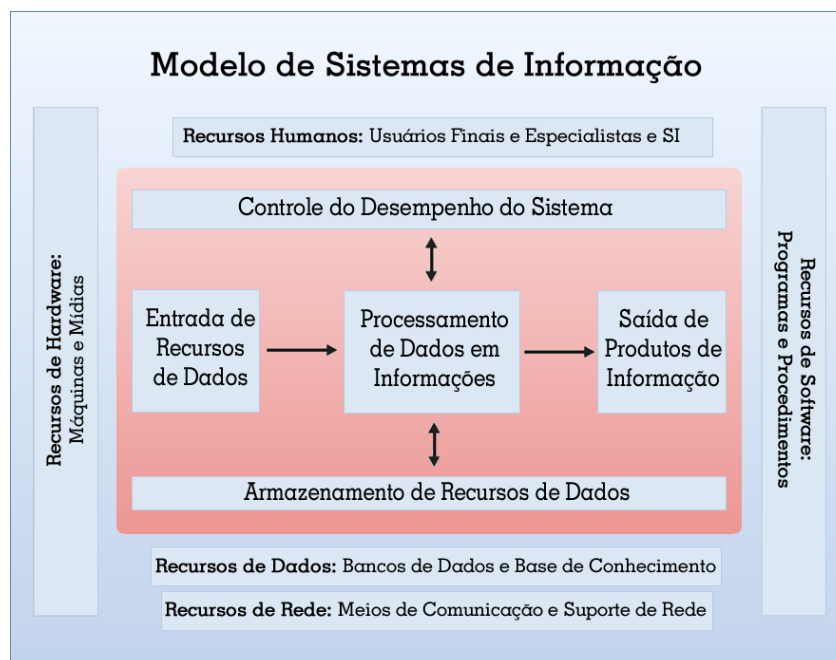 Modelo de Sistemas de Informação
Recursos Humanos: Usuários Finais e Especialistas e SI
Recursos de Hardware:
Máquinas e Mídias
Controle do Desempenho do Sistema
Entrada de
Recursos
de Dados
Processamento
de Dados em
Informações
Saída de
Produtos de
Informação
Armazenamento de Recursos de Dados
Recursos de Software:
Programas e Procedimentos
Recursos de Dados: Bancos de Dados e Base de Conhecimento
Recursos de Rede: Meios de Comunicação e Suporte de Rede